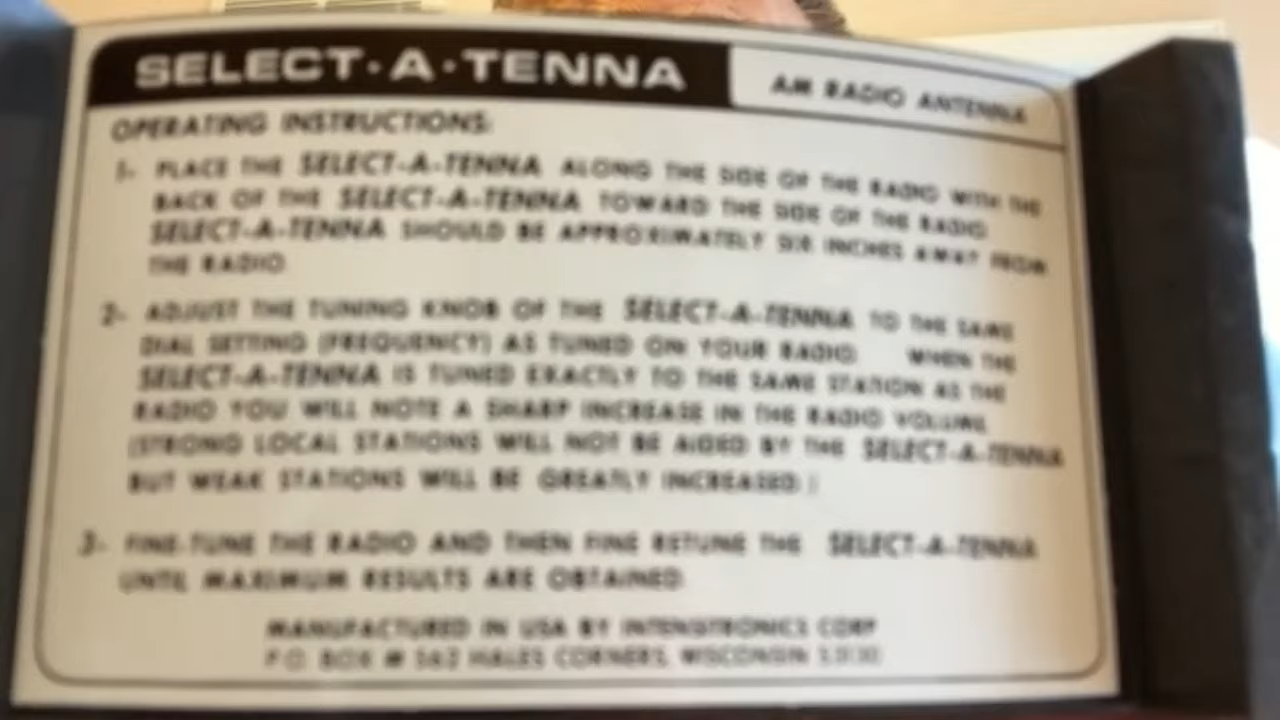 SELECT·A·TENNA
AM RADIO ANTENNA
OPERATING INSTRUCTIONS:
1- PLACE THE SELECT-A-TENNA ALONG THE SIDE OF THE RADIO WITH THE
BACK OF THE SELECT-A-TENNA TOWARD THE SIDE OF THE RADIO
SELECT-A-TENNA SHOULD BE APPROXIMATELY SIX INCHES AWAY FROM
THE RADIO
2- ADJUST THE TUNING KNOB OF THE SELECT-A-TENNA TO THE SAME
DIAL SETTING (FREQUENCY) AS TUNED ON YOUR RADIO. WHEN THE
SELECT-A-TENNA IS TUNED EXACTLY TO THE SAME STATION AS THE
RADIO YOU WILL NOTE A SHARP INCREASE IN THE RADIO VOLUME
(STRONG LOCAL STATIONS WILL NOT BE AIDED BY THE SELECT-A-TENNA
BUT WEAK STATIONS WILL BE GREATLY INCREASED.)
3- FINE-TUNE THE RADIO AND THEN FINE RETUNE THE SELECT-A-TENNA
UNTIL MAXIMUM RESULTS ARE OBTAINED
MANUFACTURED IN USA BY INTENSITRONICS CORP
P.O. BOX # 562 HALES CORNERS, WISCONSIN